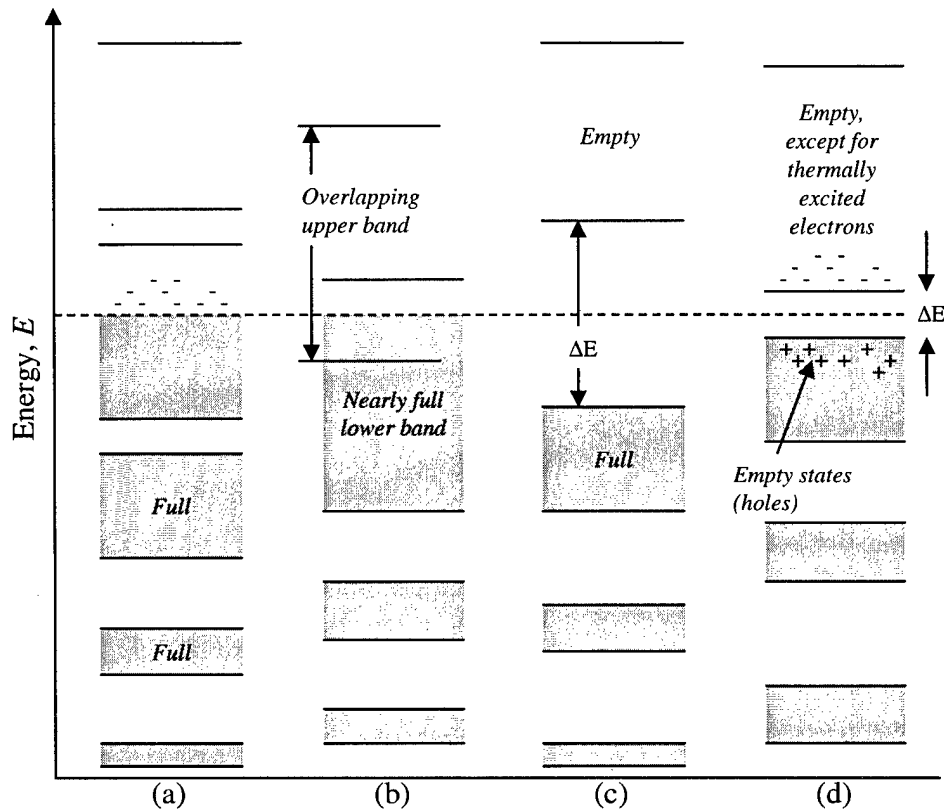 Empty
Empty,
except for
thermally
excited
electrons
Overlapping
upper band
ΔE
ΔE
Energy, E
Nearly full
lower band
Full
Full
Empty states
(holes)
Full
(a)
(b)
(c)
(d)